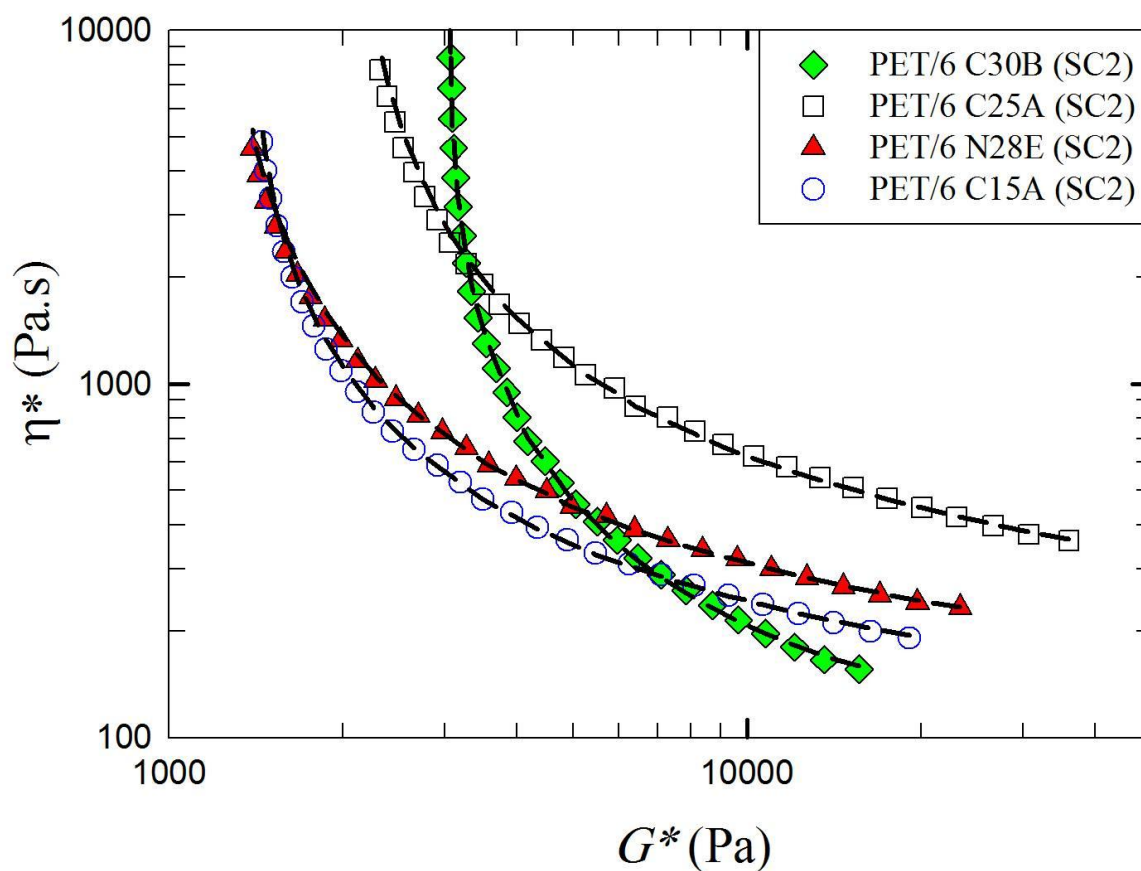 10000
1000
100
η* (Pa.s)
PET/6 C30B (SC2)
PET/6 C25A (SC2)
PET/6 N28E (SC2)
PET/6 C15A (SC2)
1000
10000
G* (Pa)